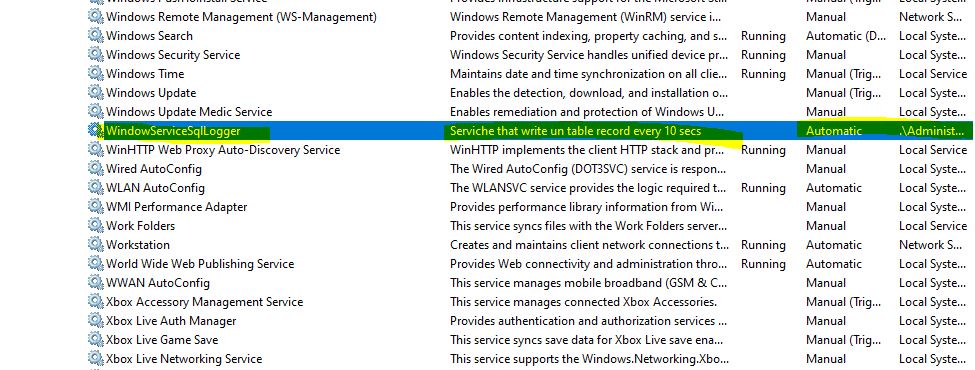 Windows PushToInstall Service Provides infrastructure support for the Microsoft St... Manual (Trig... Local Syste...
Windows Remote Management (WS-Management) Windows Remote Management (WinRM) service i... Manual Network S...
Windows Search Provides content indexing, property caching, and s... Running Automatic (D... Local Syste...
Windows Security Service Windows Security Service handles unified device pr... Running Manual Local Syste...
Windows Time Maintains date and time synchronization on all clie... Running Manual (Trig... Local Service
Windows Update Enables the detection, download, and installation o... Manual (Trig... Local Syste...
Windows Update Medic Service Enables remediation and protection of Windows U... Manual Local Syste...
WindowServiceSqlLogger Serviche that write un table record every 10 secs Automatic .\Administ...
WinHTTP Web Proxy Auto-Discovery Service WinHTTP implements the client HTTP stack and pr... Running Manual Local Service
Wired AutoConfig The Wired AutoConfig (DOT3SVC) service is respon... Manual Local Syste...
WLAN AutoConfig The WLANSVC service provides the logic required t... Running Automatic Local Syste...
WMI Performance Adapter Provides performance library information from Wi... Manual Local Syste...
Work Folders This service syncs files with the Work Folders server... Manual Local Service
Workstation Creates and maintains client network connections t... Running Automatic Network S...
World Wide Web Publishing Service Provides Web connectivity and administration thro... Running Automatic Local Syste...
WWAN AutoConfig This service manages mobile broadband (GSM & C... Manual Local Syste...
Xbox Accessory Management Service This service manages connected Xbox Accessories. Manual (Trig... Local Syste...
Xbox Live Auth Manager Provides authentication and authorization services ... Manual Local Syste...
Xbox Live Game Save This service syncs save data for Xbox Live save ena... Manual (Trig... Local Syste...
Xbox Live Networking Service This service supports the Windows.Networking.Xbo... Manual Local Syste...